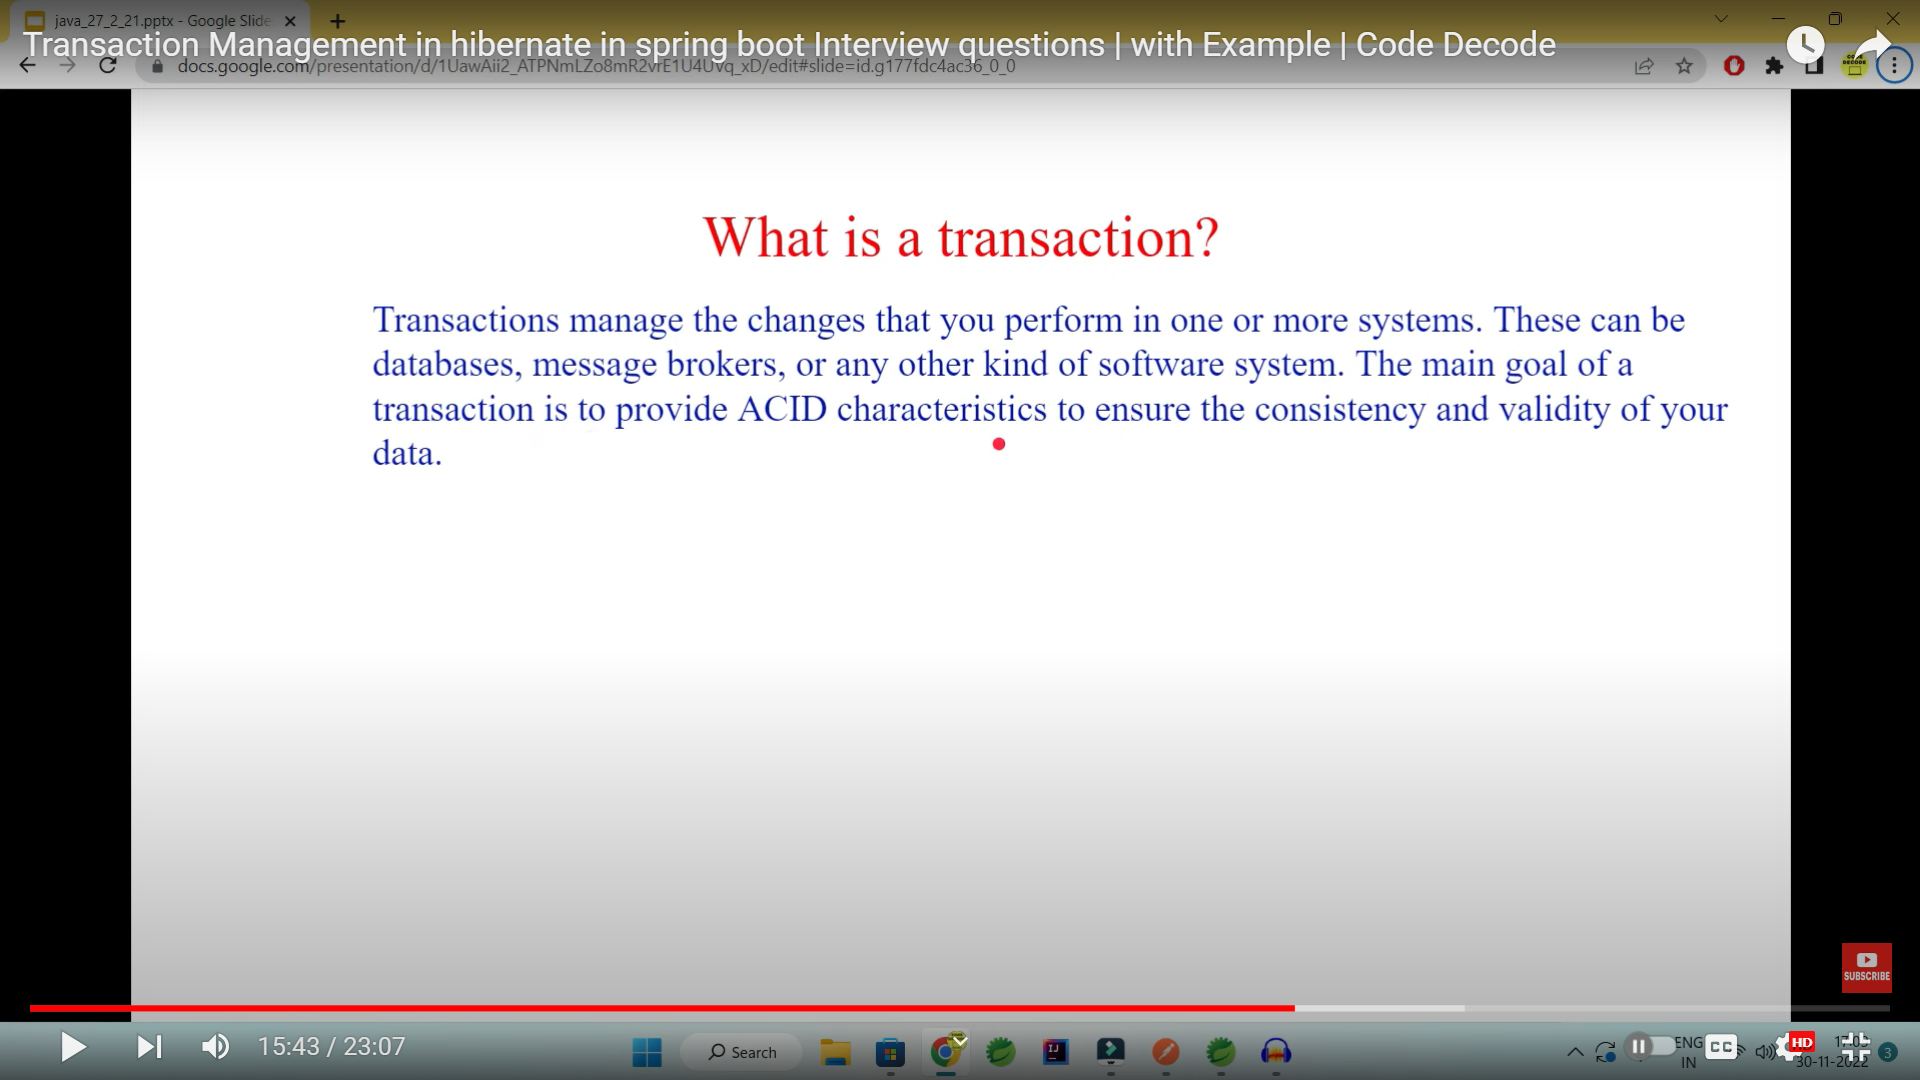 java_27_2_21.pptx - Google Slide
Transaction Management in hibernate in spring boot Interview questions | with Example | Code Decode
docs.google.com/presentation/d/1UawAii2_ATPNmLZo8mR2vrE1U4UVq_xD/edit#slide=id.g177fdc4ac36_0_0
What is a transaction?
Transactions manage the changes that you perform in one or more systems. These can be
databases, message brokers, or any other kind of software system. The main goal of a
transaction is to provide ACID characteristics to ensure the consistency and validity of your
data.
SUBSCRIBE
15:43 / 23:07
Search
IJ
ENG
IN
CC
HD
30-11-2022
3